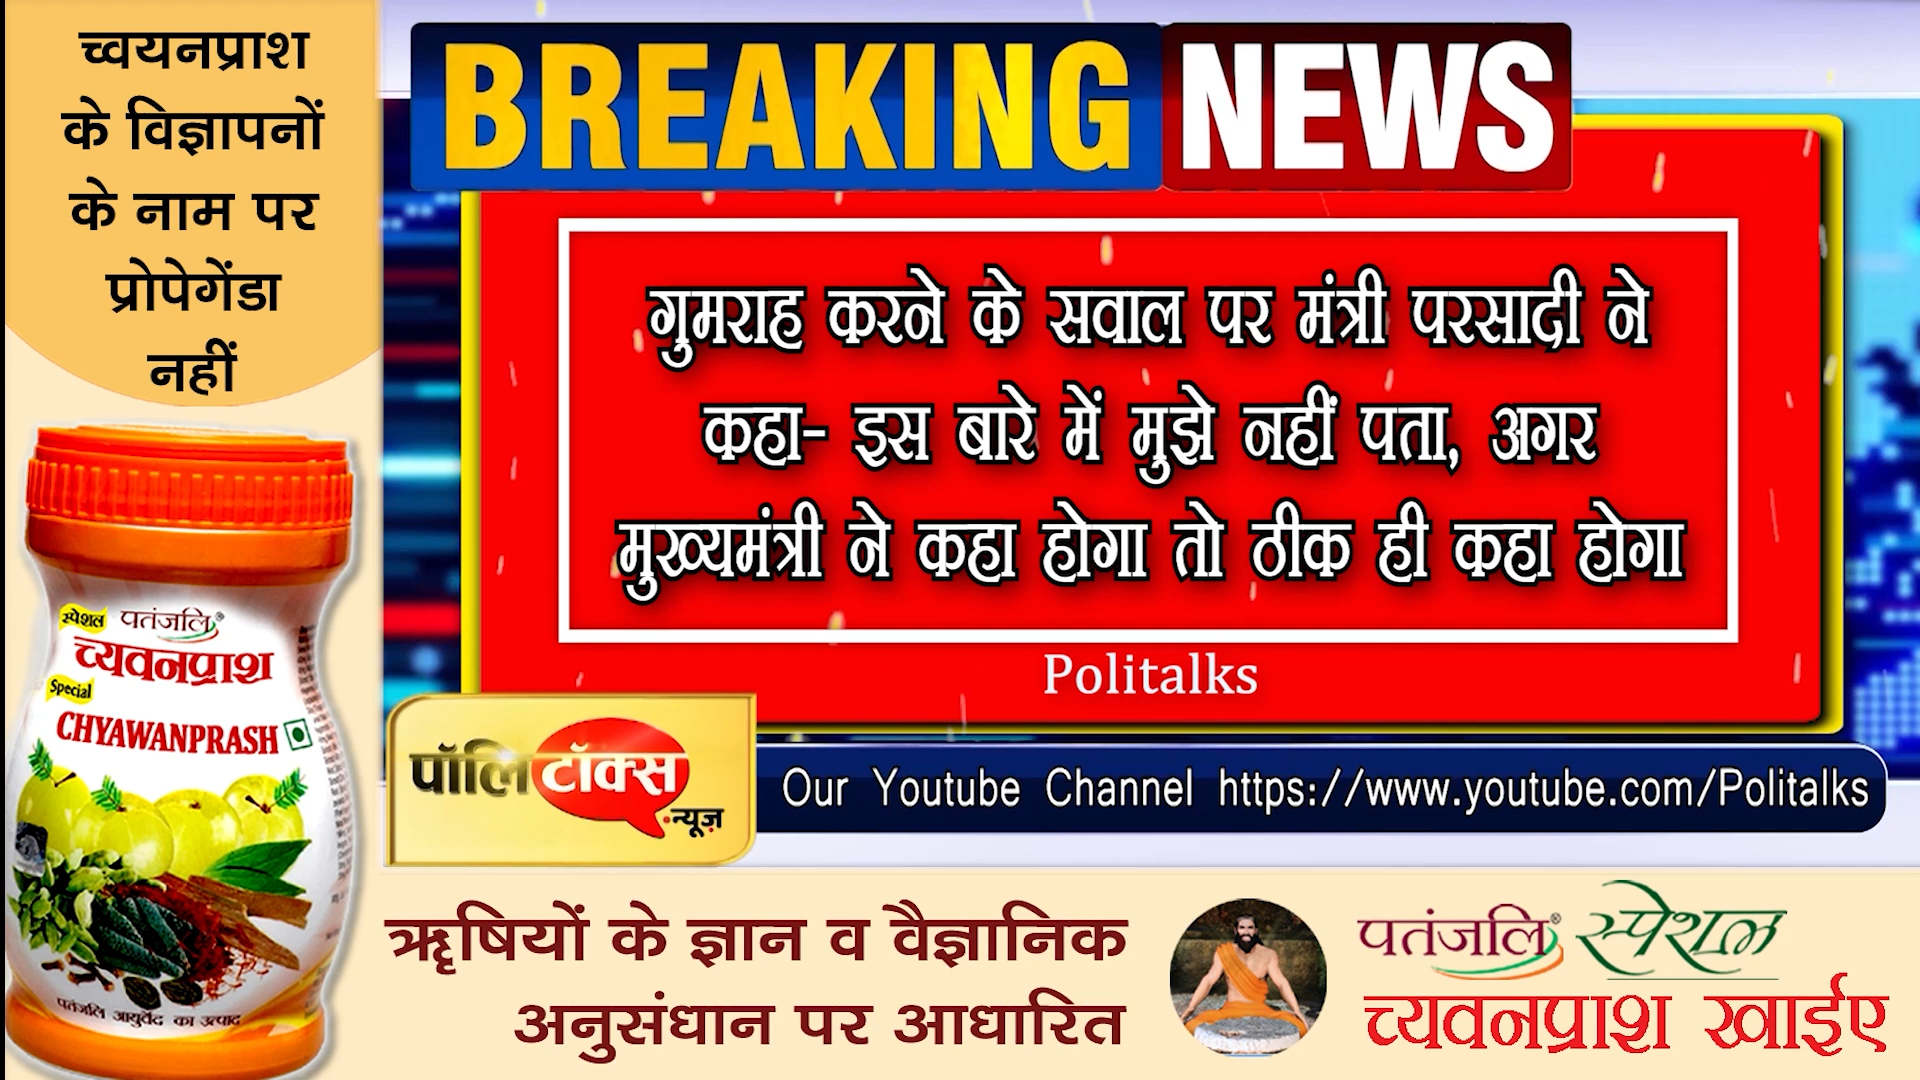 च्वयनप्राश
के विज्ञापनों
के नाम पर
प्रोपेगेंडा
नहीं
BREAKING NEWS
गुमराह करने के सवाल पर मंत्री परसादी ने
कहा- इस बारे में मुझे नहीं पता, अगर
मुख्यमंत्री ने कहा होगा तो ठीक ही कहा होगा
Politalks
पॉलिटॉक्स
न्यूज़
Our Youtube Channel https://www.youtube.com/Politalks
स्पेशल पतंजलि®
च्यवनप्राश
Special
CHYAWANPRASH
पतंजलि आयुर्वेद का उत्पाद
ऋषियों के ज्ञान व वैज्ञानिक
अनुसंधान पर आधारित
पतंजलि® स्पेशल
च्यवनप्राश खाईए